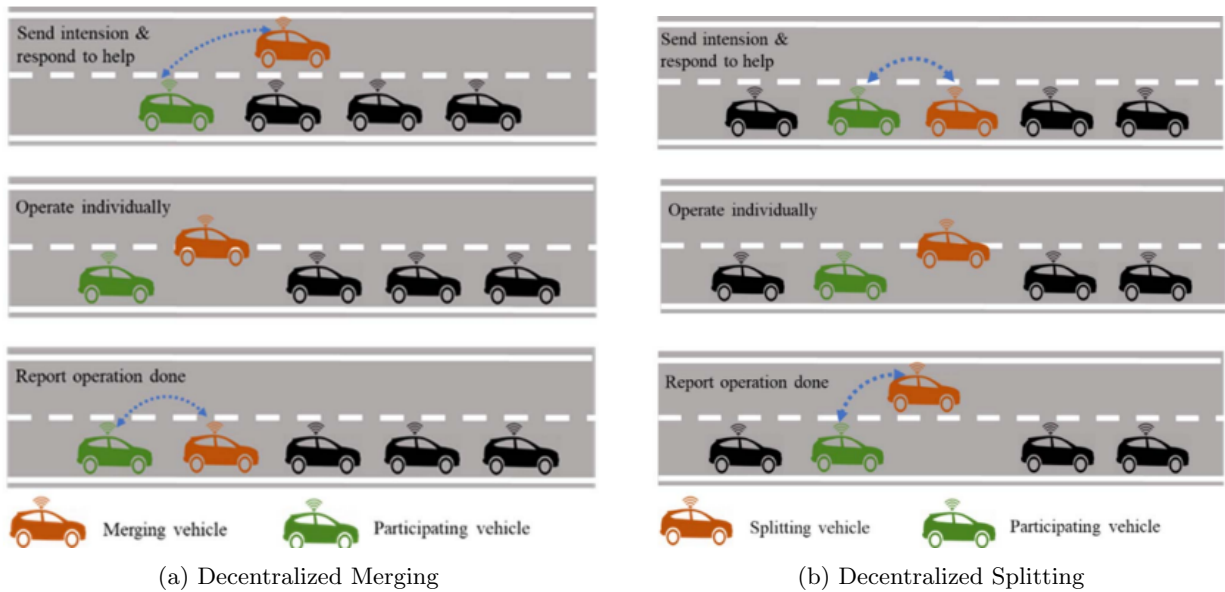 Send intension &
respond to help
Operate individually
Report operation done
Merging vehicle
Participating vehicle
(a) Decentralized Merging
Send intension &
respond to help
Operate individually
Report operation done
Splitting vehicle
Participating vehicle
(b) Decentralized Splitting